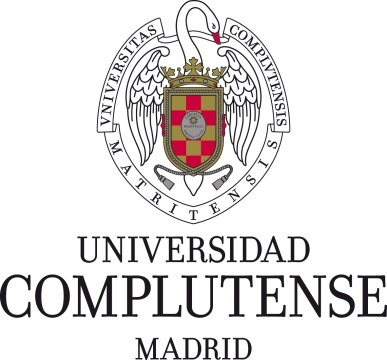 VNIVERSITAS COMPLVTENSIS
MATRITENSIS
UNIVERSIDAD
COMPLUTENSE
MADRID